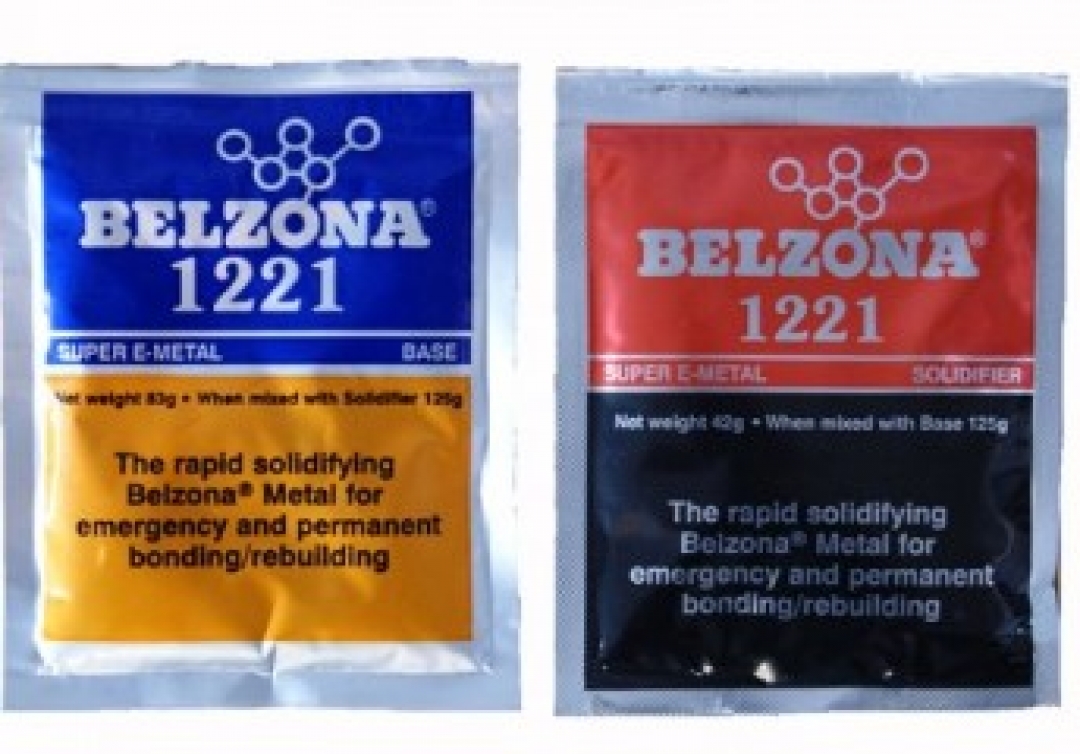 BELZONA®
1221
SUPER E-METAL BASE
Net weight 83g • When mixed with Solidifier 125g
The rapid solidifying
Belzona® Metal for
emergency and permanent
bonding/rebuilding
BELZONA®
1221
SUPER E-METAL SOLIDIFIER
Net weight 42g • When mixed with Base 125g
The rapid solidifying
Belzona® Metal for
emergency and permanent
bonding/rebuilding